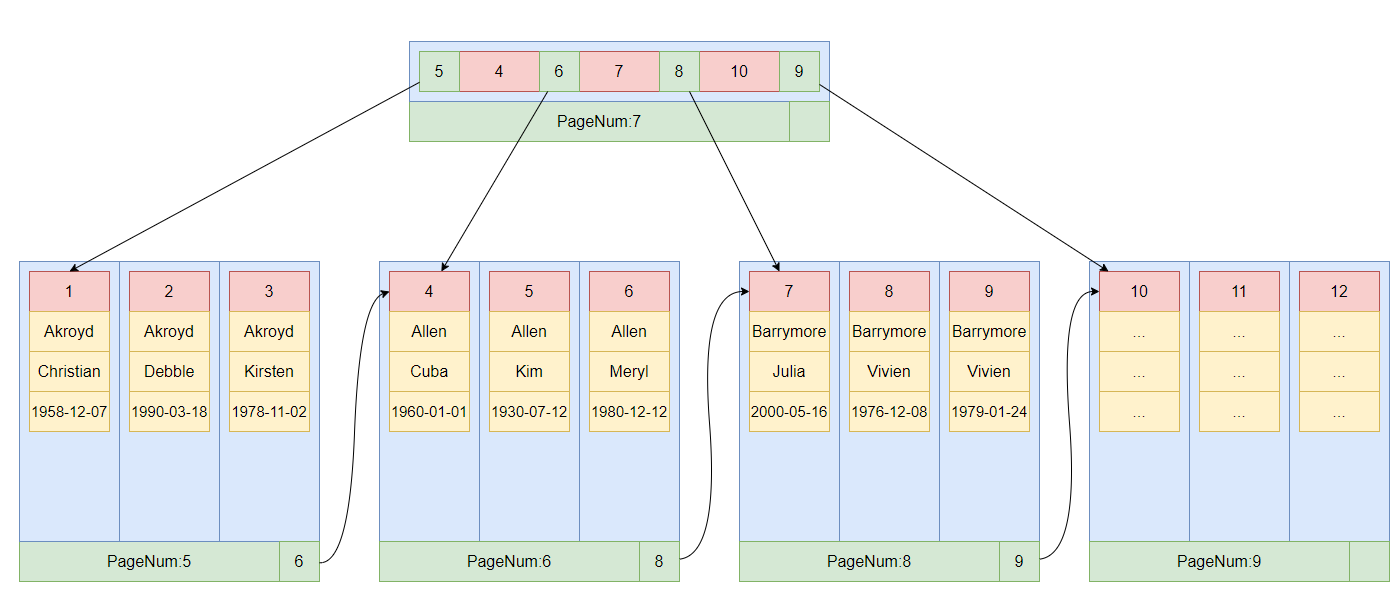 5 4 6 7 8 10 9
PageNum:7
1 2 3
Akroyd Akroyd Akroyd
Christian Debble Kirsten
1958-12-07 1990-03-18 1978-11-02
PageNum:5 6
4 5 6
Allen Allen Allen
Cuba Kim Meryl
1960-01-01 1930-07-12 1980-12-12
PageNum:6 8
7 8 9
Barrymore Barrymore Barrymore
Julia Vivien Vivien
2000-05-16 1976-12-08 1979-01-24
PageNum:8 9
10 11 12
... ... ...
... ... ...
... ... ...
PageNum:9